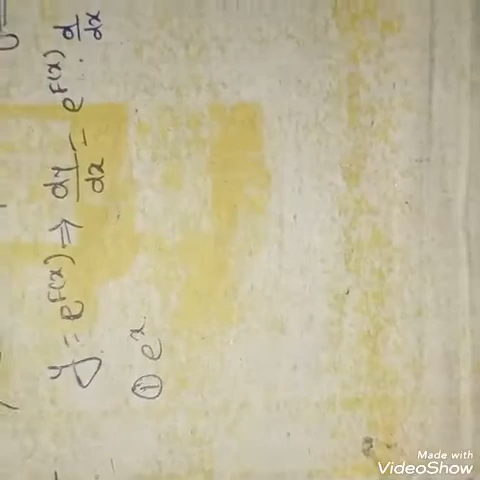 y = e^F(x) ⇒ dy/dx = e^F(x) . d/dx
① e^x
Made with
VideoShow